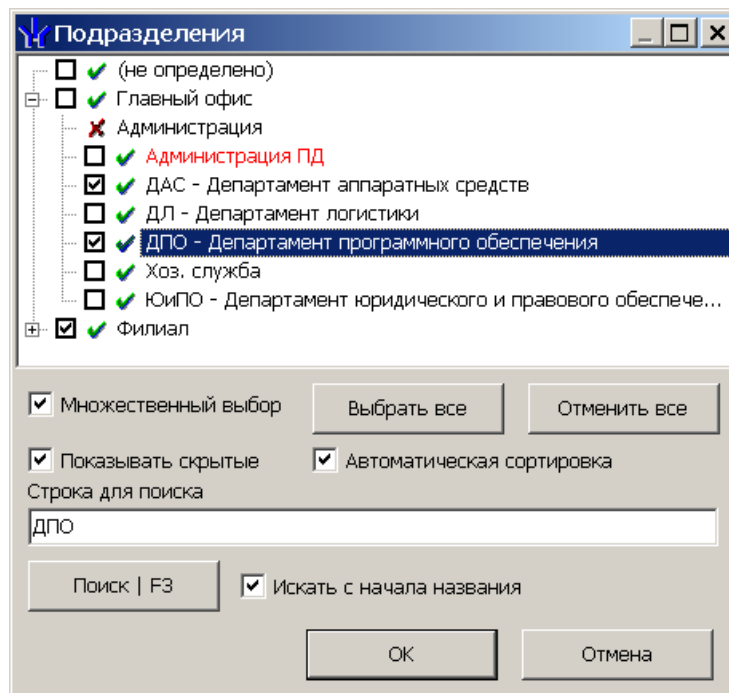 Подразделения
(не определено)
Главный офис
Администрация
Администрация ПД
ДАС - Департамент аппаратных средств
ДЛ - Департамент логистики
ДПО - Департамент программного обеспечения
Хоз. служба
ЮиПО - Департамент юридического и правового обеспече...
Филиал
Множественный выбор
Выбрать все
Отменить все
Показывать скрытые
Автоматическая сортировка
Строка для поиска
ДПО
Поиск | F3
Искать с начала названия
ОК
Отмена